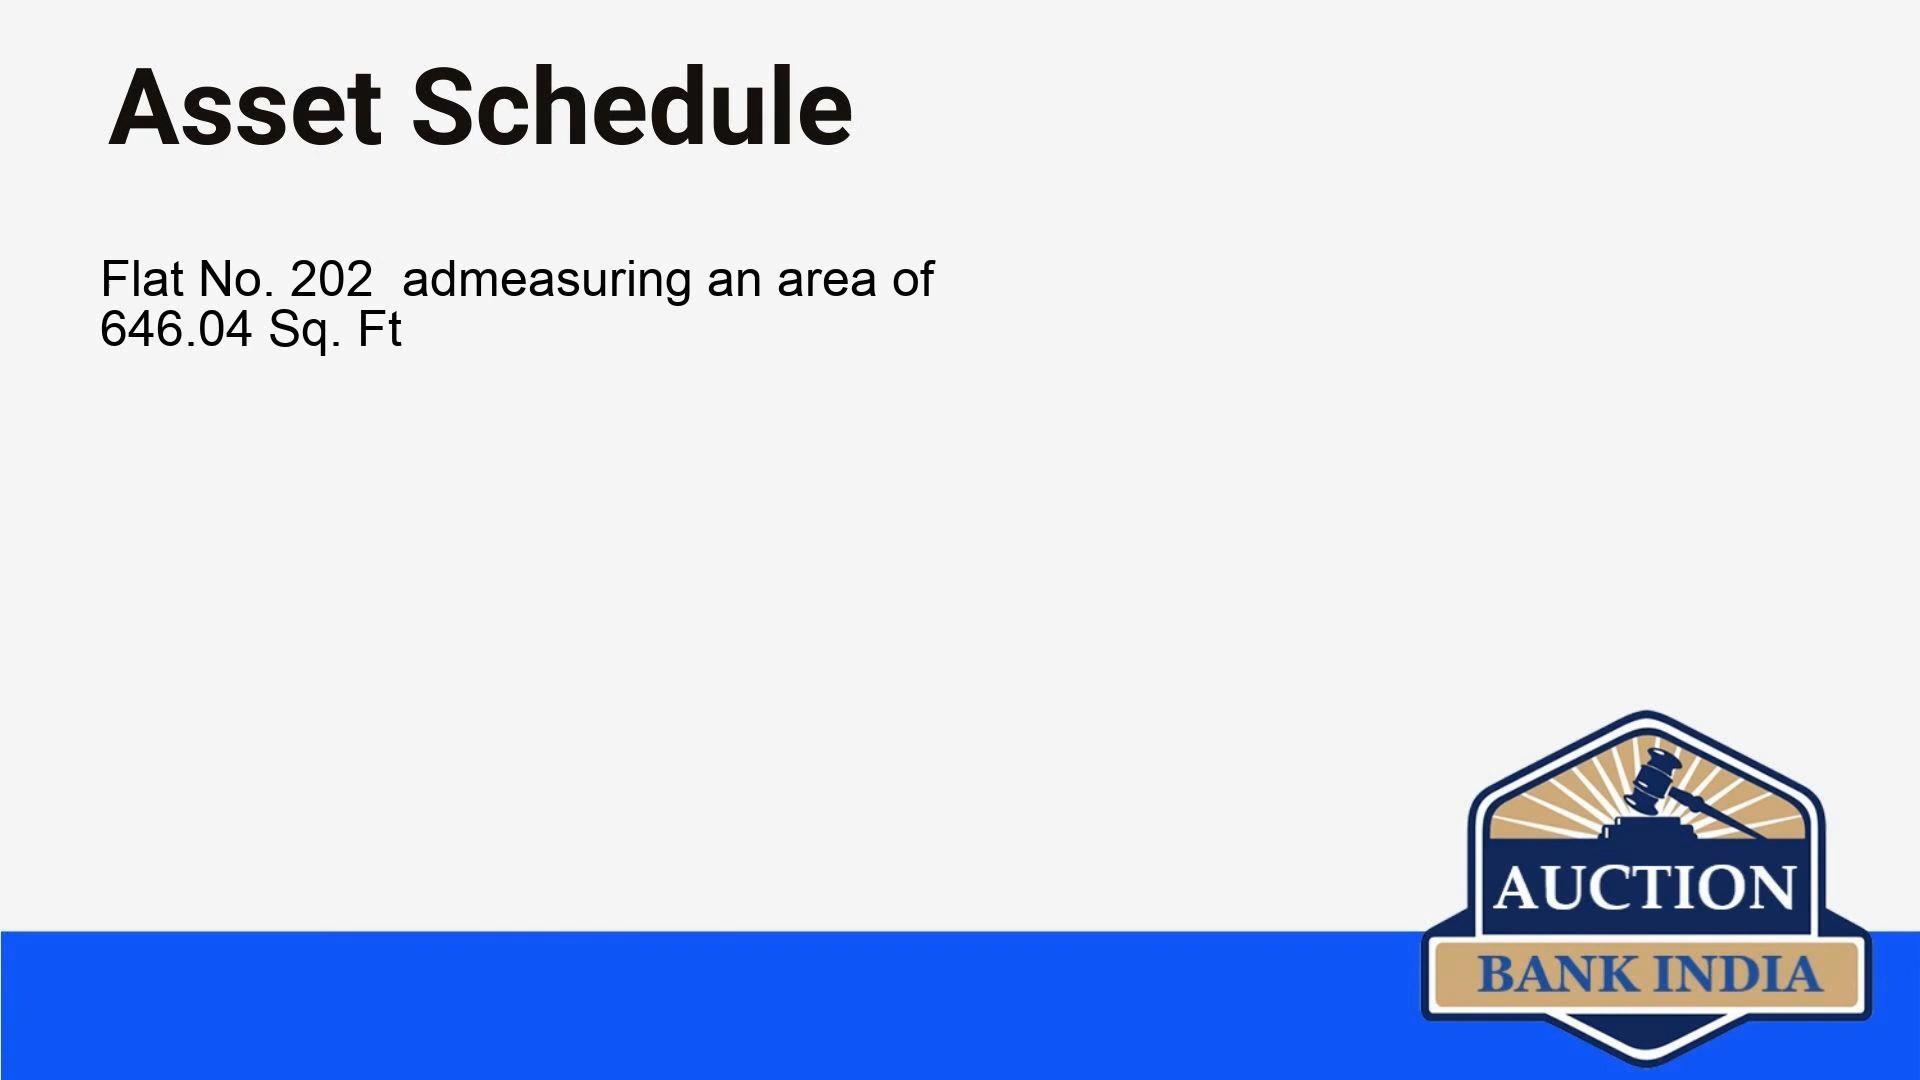 Asset Schedule
Flat No. 202  admeasuring an area of
646.04 Sq. Ft
AUCTION
BANK INDIA